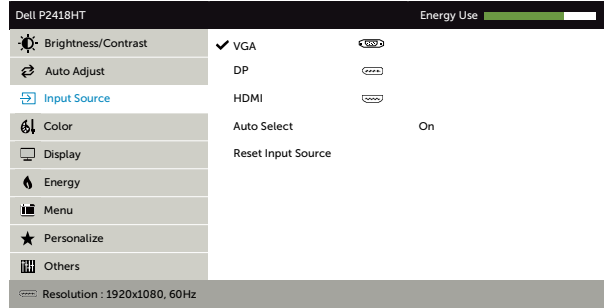 Dell P2418HT Energy Use
Brightness/Contrast VGA
Auto Adjust DP
Input Source HDMI
Color Auto Select On
Display Reset Input Source
Energy
Menu
Personalize
Others
Resolution : 1920x1080, 60Hz